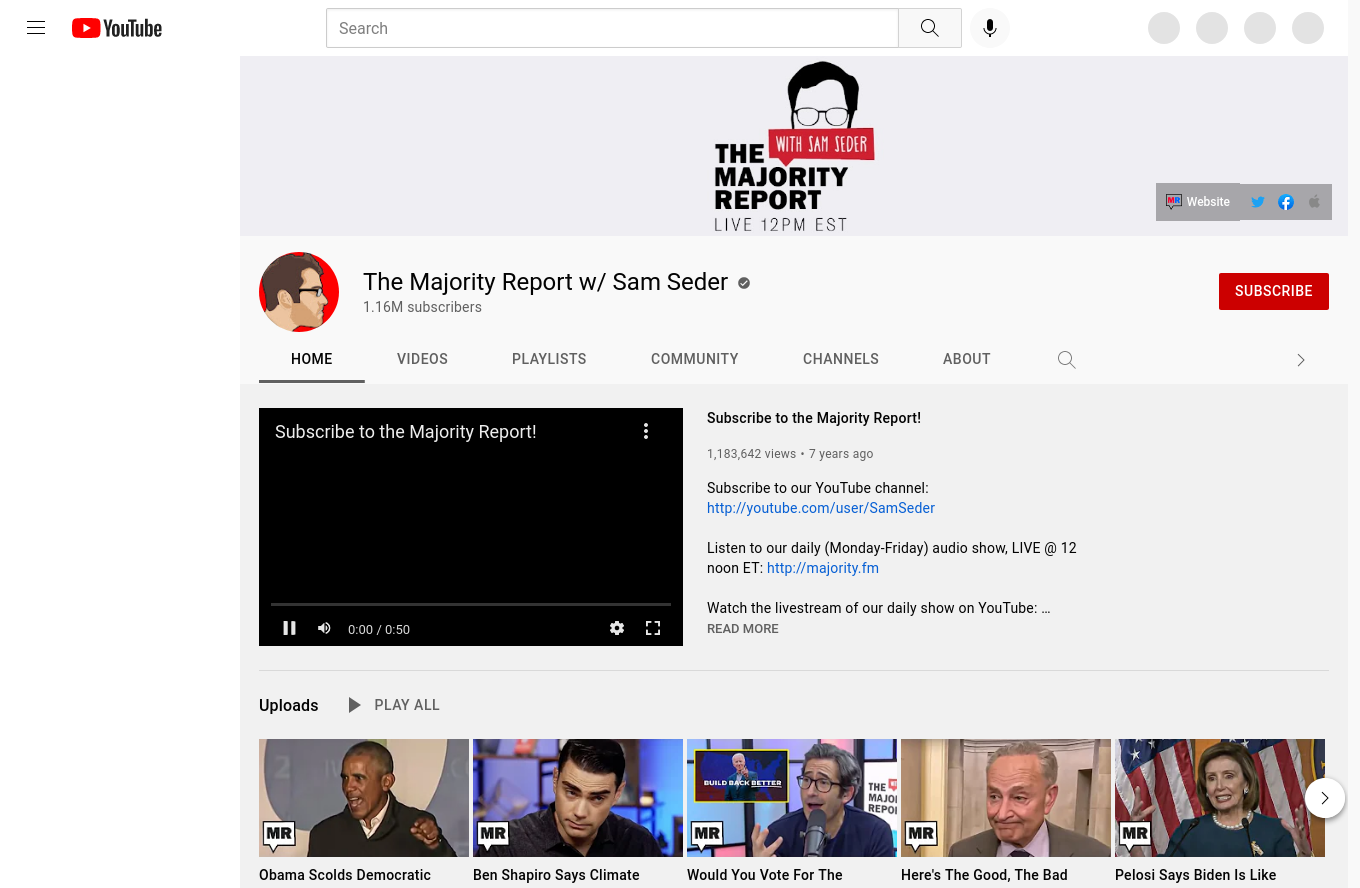 YouTube
Search
WITH SAM SEDER
THE
MAJORITY
REPORT
LIVE 12PM EST
MR Website
The Majority Report w/ Sam Seder
1.16M subscribers
SUBSCRIBE
HOME VIDEOS PLAYLISTS COMMUNITY CHANNELS ABOUT
Subscribe to the Majority Report!
0:00 / 0:50
Subscribe to the Majority Report!
1,183,642 views • 7 years ago
Subscribe to our YouTube channel:
http://youtube.com/user/SamSeder
Listen to our daily (Monday-Friday) audio show, LIVE @ 12
noon ET: http://majority.fm
Watch the livestream of our daily show on YouTube: ...
READ MORE
Uploads PLAY ALL
MR
MR
BUILD BACK BETTER
MR
MR
MR
Obama Scolds Democratic
Ben Shapiro Says Climate
Would You Vote For The
Here's The Good, The Bad
Pelosi Says Biden Is Like